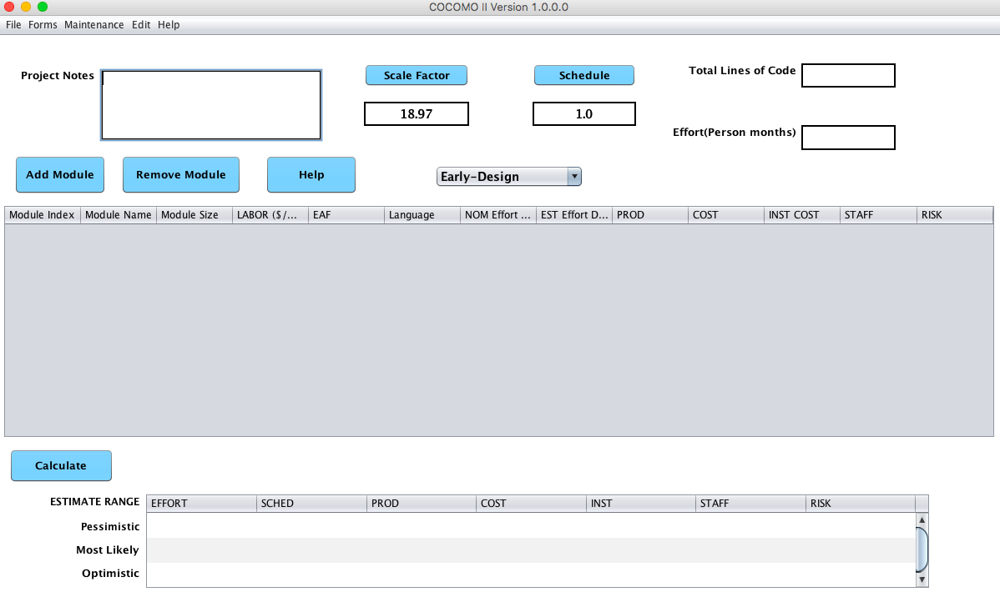 COCOMO II Version 1.0.0.0
File Forms Maintenance Edit Help
Project Notes
Scale Factor
Schedule
Total Lines of Code
18.97
1.0
Effort(Person months)
Add Module
Remove Module
Help
Early-Design
Module Index Module Name Module Size LABOR ($/... EAF Language NOM Effort ... EST Effort D... PROD COST INST COST STAFF RISK
Calculate
ESTIMATE RANGE EFFORT SCHED PROD COST INST STAFF RISK
Pessimistic
Most Likely
Optimistic